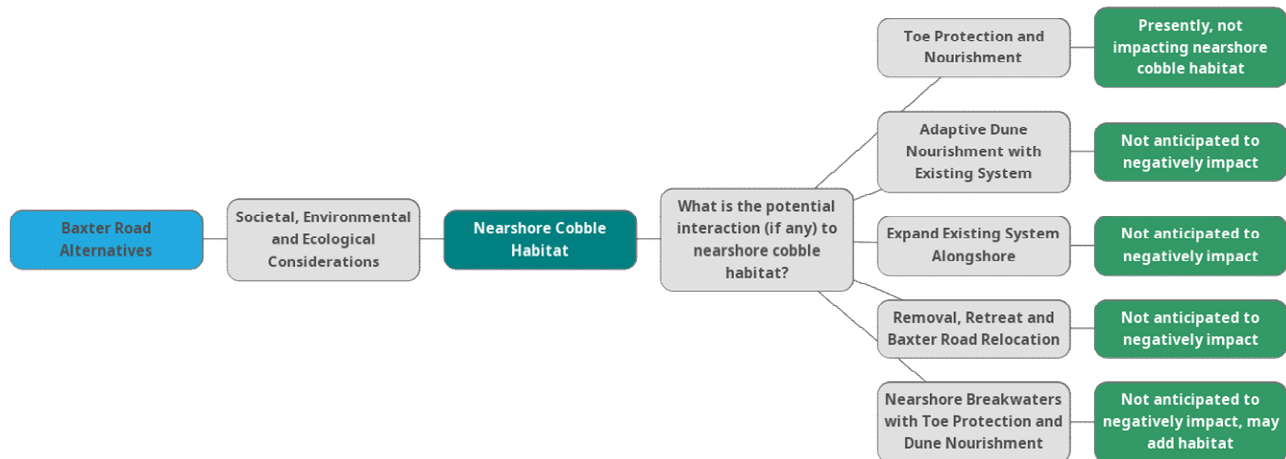 Baxter Road
Alternatives
Societal, Environmental
and Ecological
Considerations
Nearshore Cobble
Habitat
What is the potential
interaction (if any) to
nearshore cobble
habitat?
Toe Protection and
Nourishment
Presently, not
impacting nearshore
cobble habitat
Adaptive Dune
Nourishment with
Existing System
Not anticipated to
negatively impact
Expand Existing System
Alongshore
Not anticipated to
negatively impact
Removal, Retreat and
Baxter Road Relocation
Not anticipated to
negatively impact
Nearshore Breakwaters
with Toe Protection and
Dune Nourishment
Not anticipated to
negatively impact, may
add habitat